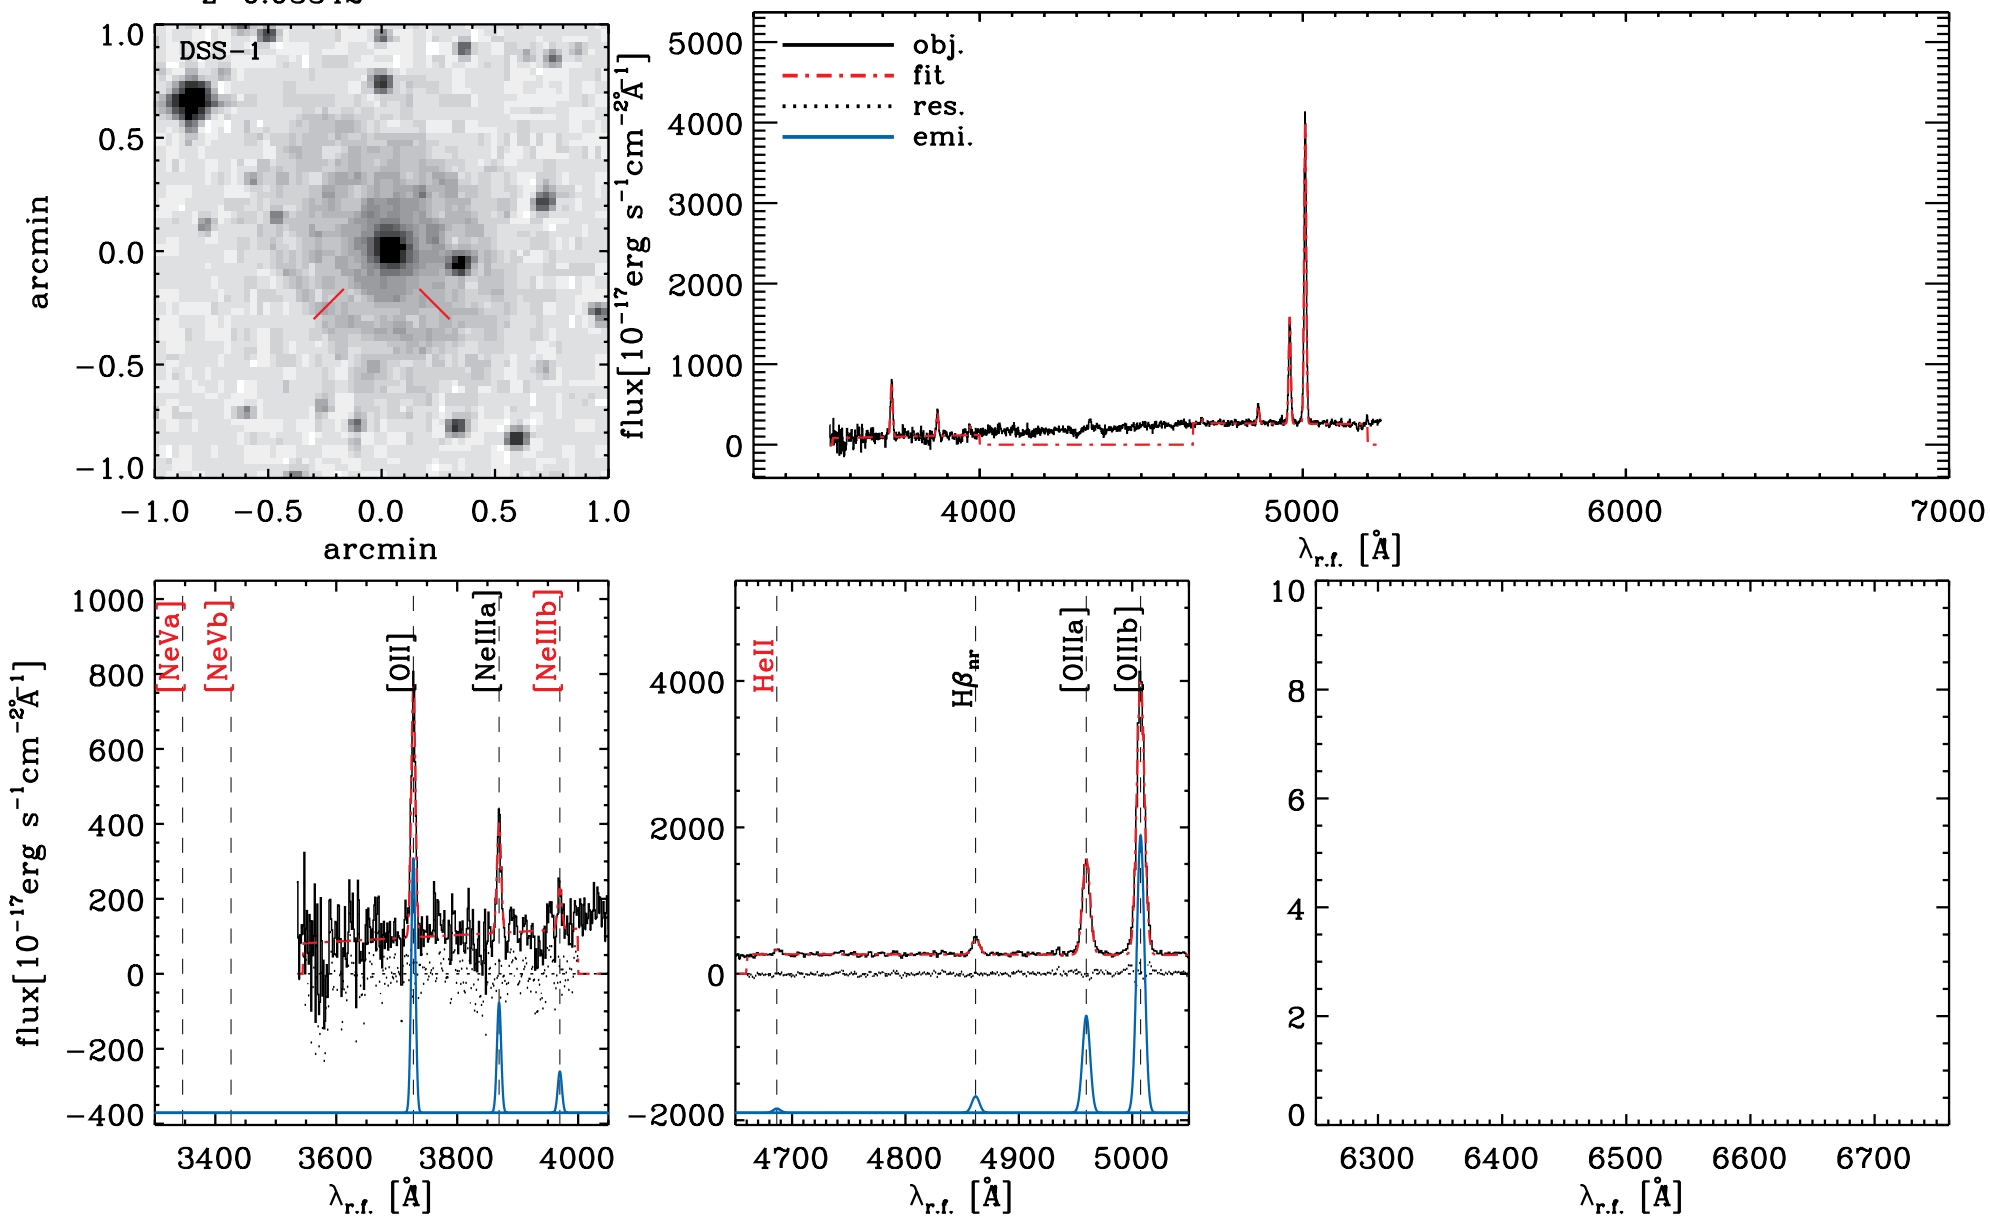 DSS-1
1.0
0.5
0.0
−0.5
−1.0
−1.0 −0.5 0.0 0.5 1.0
arcmin
arcmin
obj.
fit
res.
emi.
5000
4000
3000
2000
1000
0
flux[10⁻¹⁷erg s⁻¹cm⁻²Å⁻¹]
4000 5000 6000 7000
λr.f. [Å]
[NeVa] [NeVb] [OII] [NeIIIa] [NeIIIb]
1000
800
600
400
200
0
−200
−400
flux[10⁻¹⁷erg s⁻¹cm⁻²Å⁻¹]
3400 3600 3800 4000
λr.f. [Å]
HeII Hβnr [OIIIa] [OIIIb]
4000
2000
0
−2000
4700 4800 4900 5000
λr.f. [Å]
10
8
6
4
2
0
6300 6400 6500 6600 6700
λr.f. [Å]